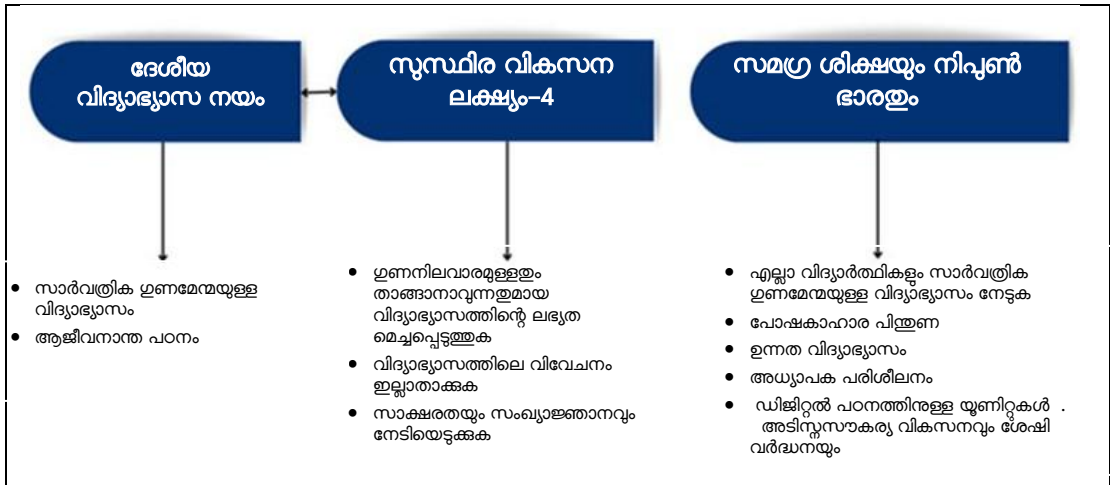 ദേശീയ
വിദ്യാഭ്യാസ നയം
സുസ്ഥിര വികസന
ലക്ഷ്യം-4
സമഗ്ര ശിക്ഷയും നിപുൺ
ഭാരതും
• സാർവത്രിക ഗുണമേന്മയുള്ള
വിദ്യാഭ്യാസം
• ആജീവനാന്ത പഠനം
• ഗുണനിലവാരമുള്ളതും
താങ്ങാനാവുന്നതുമായ
വിദ്യാഭ്യാസത്തിന്റെ ലഭ്യത
മെച്ചപ്പെടുത്തുക
• വിദ്യാഭ്യാസത്തിലെ വിവേചനം
ഇല്ലാതാക്കുക
• സാക്ഷരതയും സംഖ്യാജ്ഞാനവും
നേടിയെടുക്കുക
• എല്ലാ വിദ്യാർത്ഥികളും സാർവത്രിക
ഗുണമേന്മയുള്ള വിദ്യാഭ്യാസം നേടുക
• പോഷകാഹാര പിന്തുണ
• ഉന്നത വിദ്യാഭ്യാസം
• അധ്യാപക പരിശീലനം
• ഡിജിറ്റൽ പഠനത്തിനുള്ള യൂണിറ്റുകൾ .
അടിസ്ഥനസൗകര്യ വികസനവും ശേഷി
വർദ്ധനയും